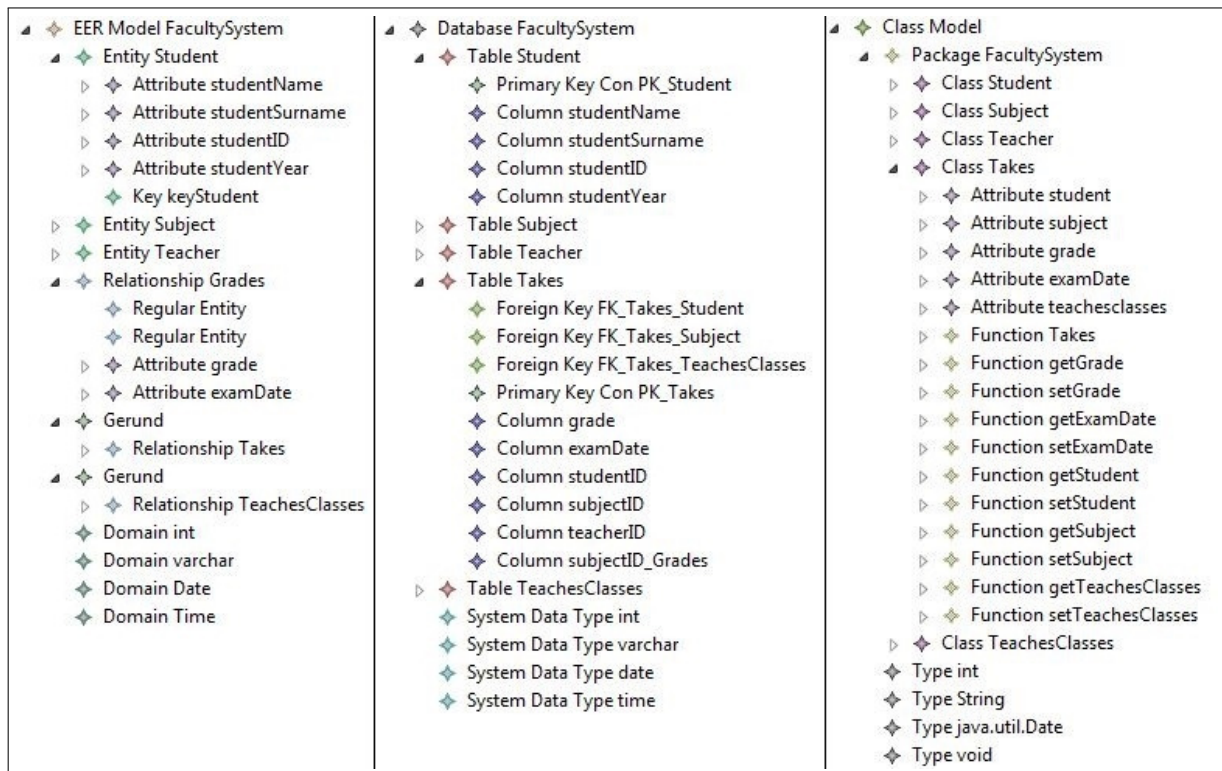 EER Model FacultySystem
Entity Student
Attribute studentName
Attribute studentSurname
Attribute studentID
Attribute studentYear
Key keyStudent
Entity Subject
Entity Teacher
Relationship Grades
Regular Entity
Regular Entity
Attribute grade
Attribute examDate
Gerund
Relationship Takes
Gerund
Relationship TeachesClasses
Domain int
Domain varchar
Domain Date
Domain Time
Database FacultySystem
Table Student
Primary Key Con PK_Student
Column studentName
Column studentSurname
Column studentID
Column studentYear
Table Subject
Table Teacher
Table Takes
Foreign Key FK_Takes_Student
Foreign Key FK_Takes_Subject
Foreign Key FK_Takes_TeachesClasses
Primary Key Con PK_Takes
Column grade
Column examDate
Column studentID
Column subjectID
Column teacherID
Column subjectID_Grades
Table TeachesClasses
System Data Type int
System Data Type varchar
System Data Type date
System Data Type time
Class Model
Package FacultySystem
Class Student
Class Subject
Class Teacher
Class Takes
Attribute student
Attribute subject
Attribute grade
Attribute examDate
Attribute teachesclasses
Function Takes
Function getGrade
Function setGrade
Function getExamDate
Function setExamDate
Function getStudent
Function setStudent
Function getSubject
Function setSubject
Function getTeachesClasses
Function setTeachesClasses
Class TeachesClasses
Type int
Type String
Type java.util.Date
Type void